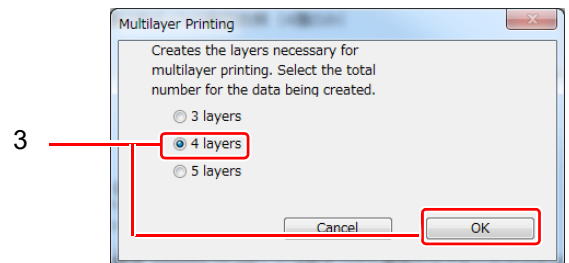 Multilayer Printing
Creates the layers necessary for
multilayer printing. Select the total
number for the data being created.
3 layers
3
4 layers
5 layers
Cancel
OK